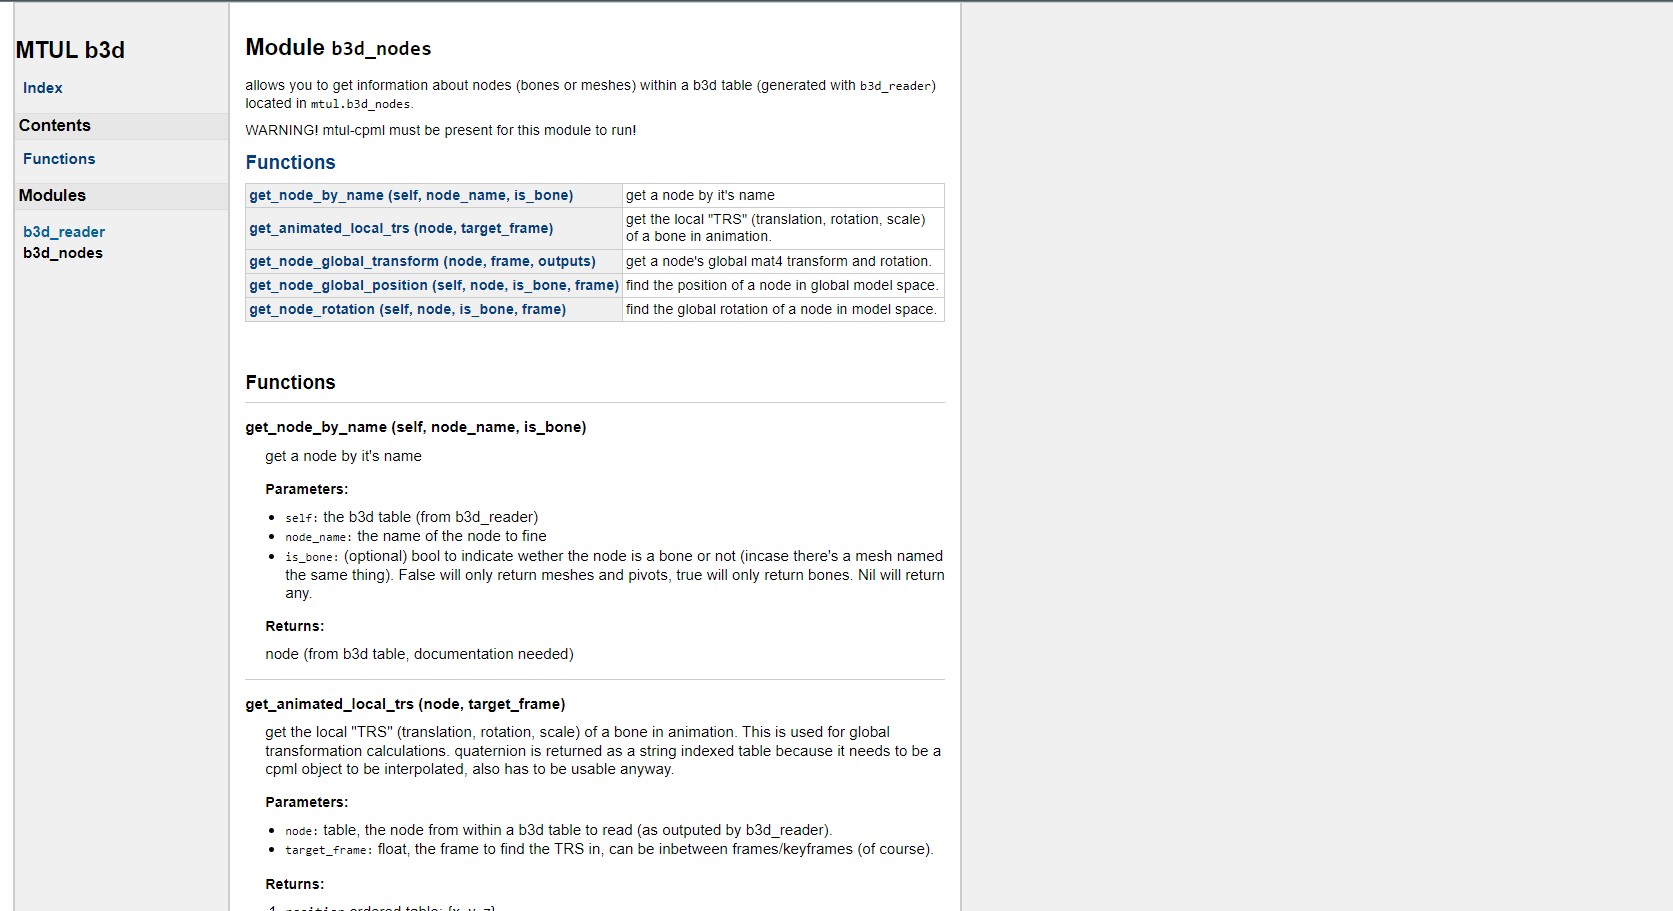 MTUL b3d
Index
Contents
Functions
Modules
b3d_reader
b3d_nodes
Module b3d_nodes
allows you to get information about nodes (bones or meshes) within a b3d table (generated with b3d_reader)
located in mtul.b3d_nodes.
WARNING! mtul-cpml must be present for this module to run!
Functions
get_node_by_name (self, node_name, is_bone) get a node by it's name
get_animated_local_trs (node, target_frame) get the local "TRS" (translation, rotation, scale)
of a bone in animation.
get_node_global_transform (node, frame, outputs) get a node's global mat4 transform and rotation.
get_node_global_position (self, node, is_bone, frame) find the position of a node in global model space.
get_node_rotation (self, node, is_bone, frame) find the global rotation of a node in model space.
Functions
get_node_by_name (self, node_name, is_bone)
get a node by it's name
Parameters:
• self: the b3d table (from b3d_reader)
• node_name: the name of the node to fine
• is_bone: (optional) bool to indicate wether the node is a bone or not (incase there's a mesh named
the same thing). False will only return meshes and pivots, true will only return bones. Nil will return
any.
Returns:
node (from b3d table, documentation needed)
get_animated_local_trs (node, target_frame)
get the local "TRS" (translation, rotation, scale) of a bone in animation. This is used for global
transformation calculations. quaternion is returned as a string indexed table because it needs to be a
cpml object to be interpolated, also has to be usable anyway.
Parameters:
• node: table, the node from within a b3d table to read (as outputed by b3d_reader).
• target_frame: float, the frame to find the TRS in, can be inbetween frames/keyframes (of course).
Returns:
1. position ordered table: {x, y, z}